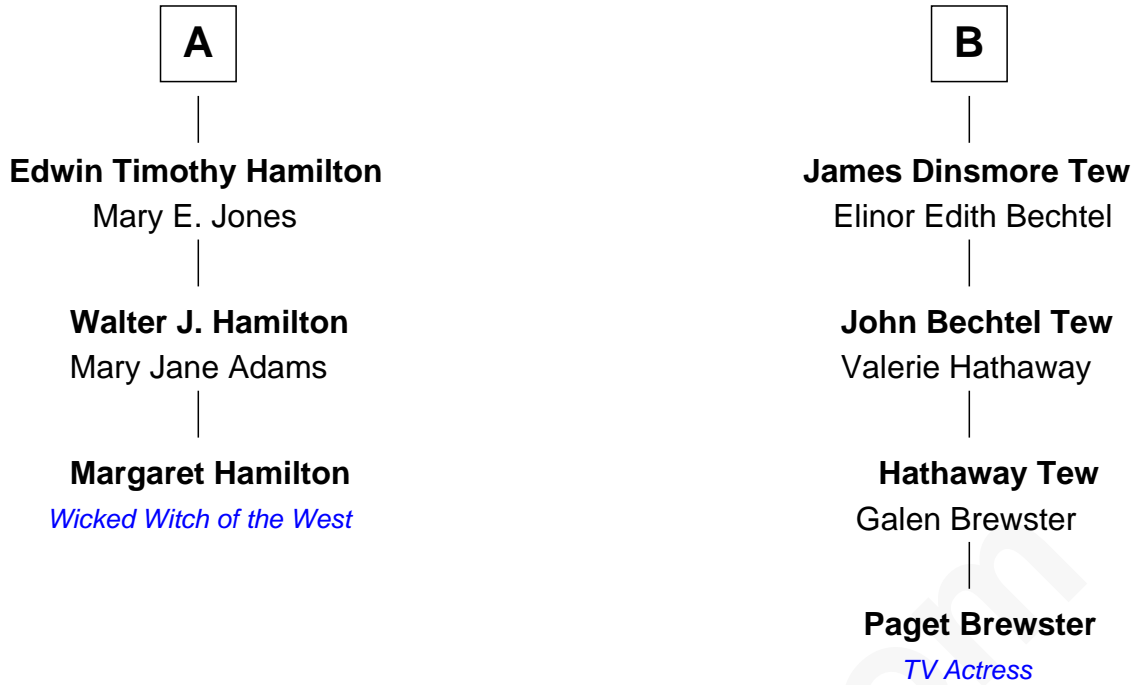 A
Edwin Timothy Hamilton
Mary E. Jones
Walter J. Hamilton
Mary Jane Adams
Margaret Hamilton
Wicked Witch of the West
B
James Dinsmore Tew
Elinor Edith Bechtel
John Bechtel Tew
Valerie Hathaway
Hathaway Tew
Galen Brewster
Paget Brewster
TV Actress